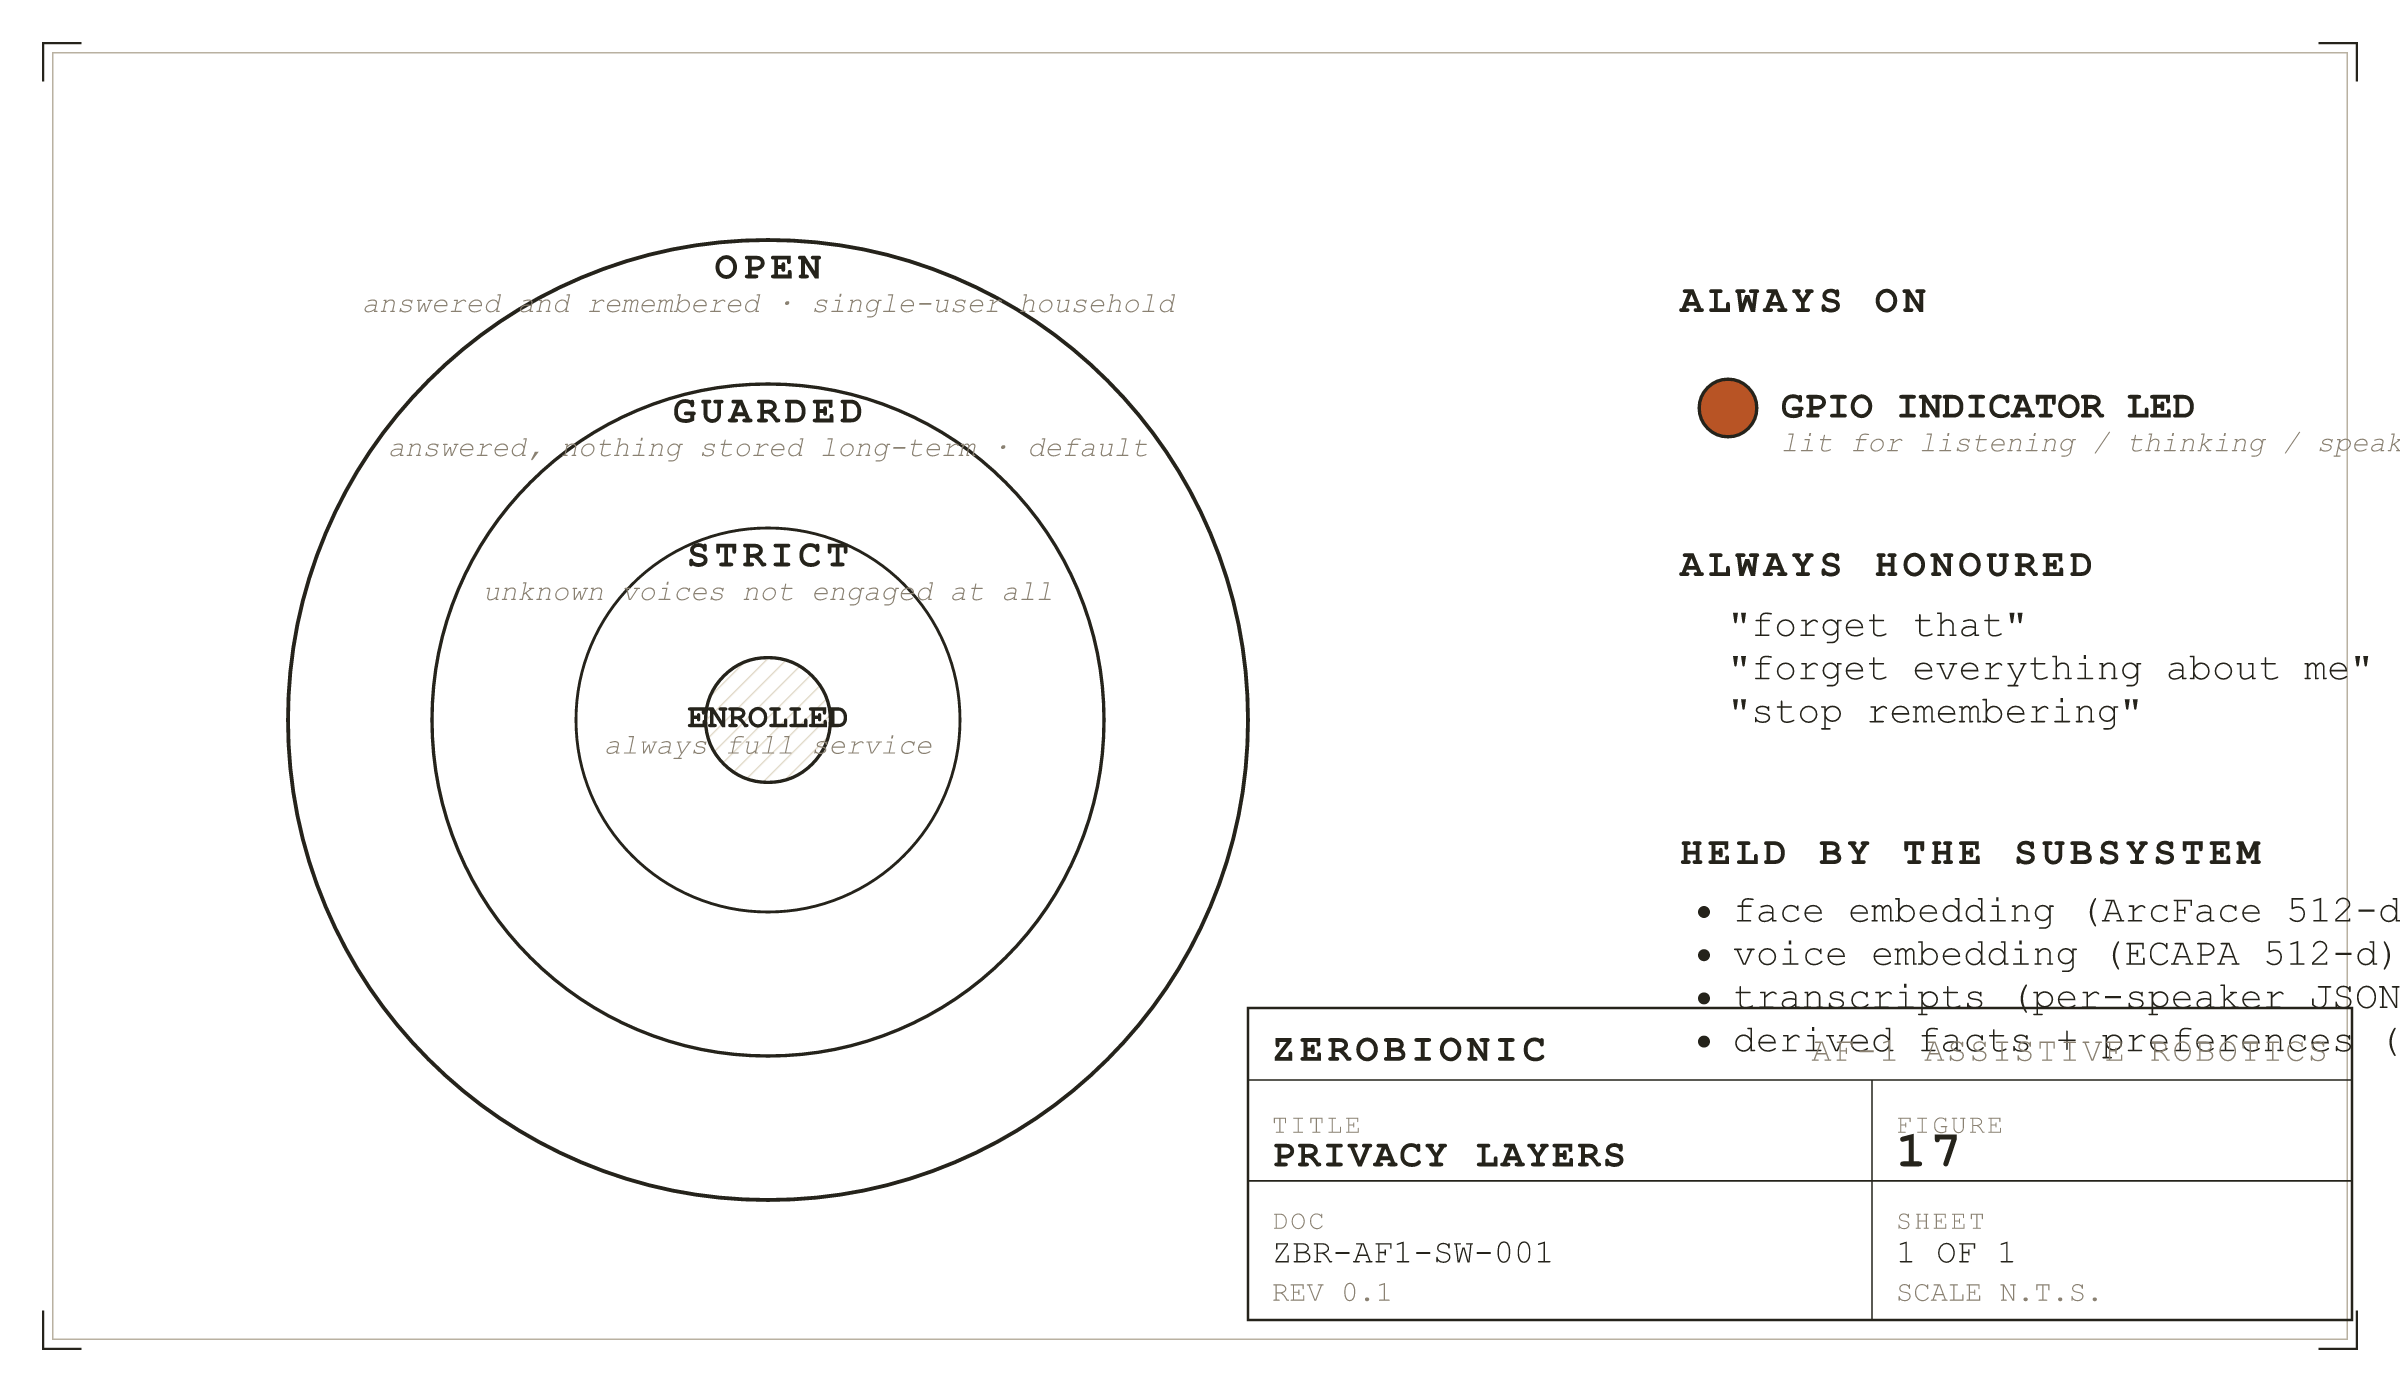 OPEN
answered and remembered · single-user household
GUARDED
answered, nothing stored long-term · default
STRICT
unknown voices not engaged at all
ENROLLED
always full service
ALWAYS ON
GPIO INDICATOR LED
lit for listening / thinking / speak
ALWAYS HONOURED
"forget that"
"forget everything about me"
"stop remembering"
HELD BY THE SUBSYSTEM
• face embedding (ArcFace 512-d
• voice embedding (ECAPA 512-d)
• transcripts (per-speaker JSON
• derived facts + preferences (
ZEROBIONIC
AF-1 ASSISTIVE ROBOTICS
TITLE
PRIVACY LAYERS
FIGURE
17
DOC
ZBR-AF1-SW-001
REV 0.1
SHEET
1 OF 1
SCALE N.T.S.